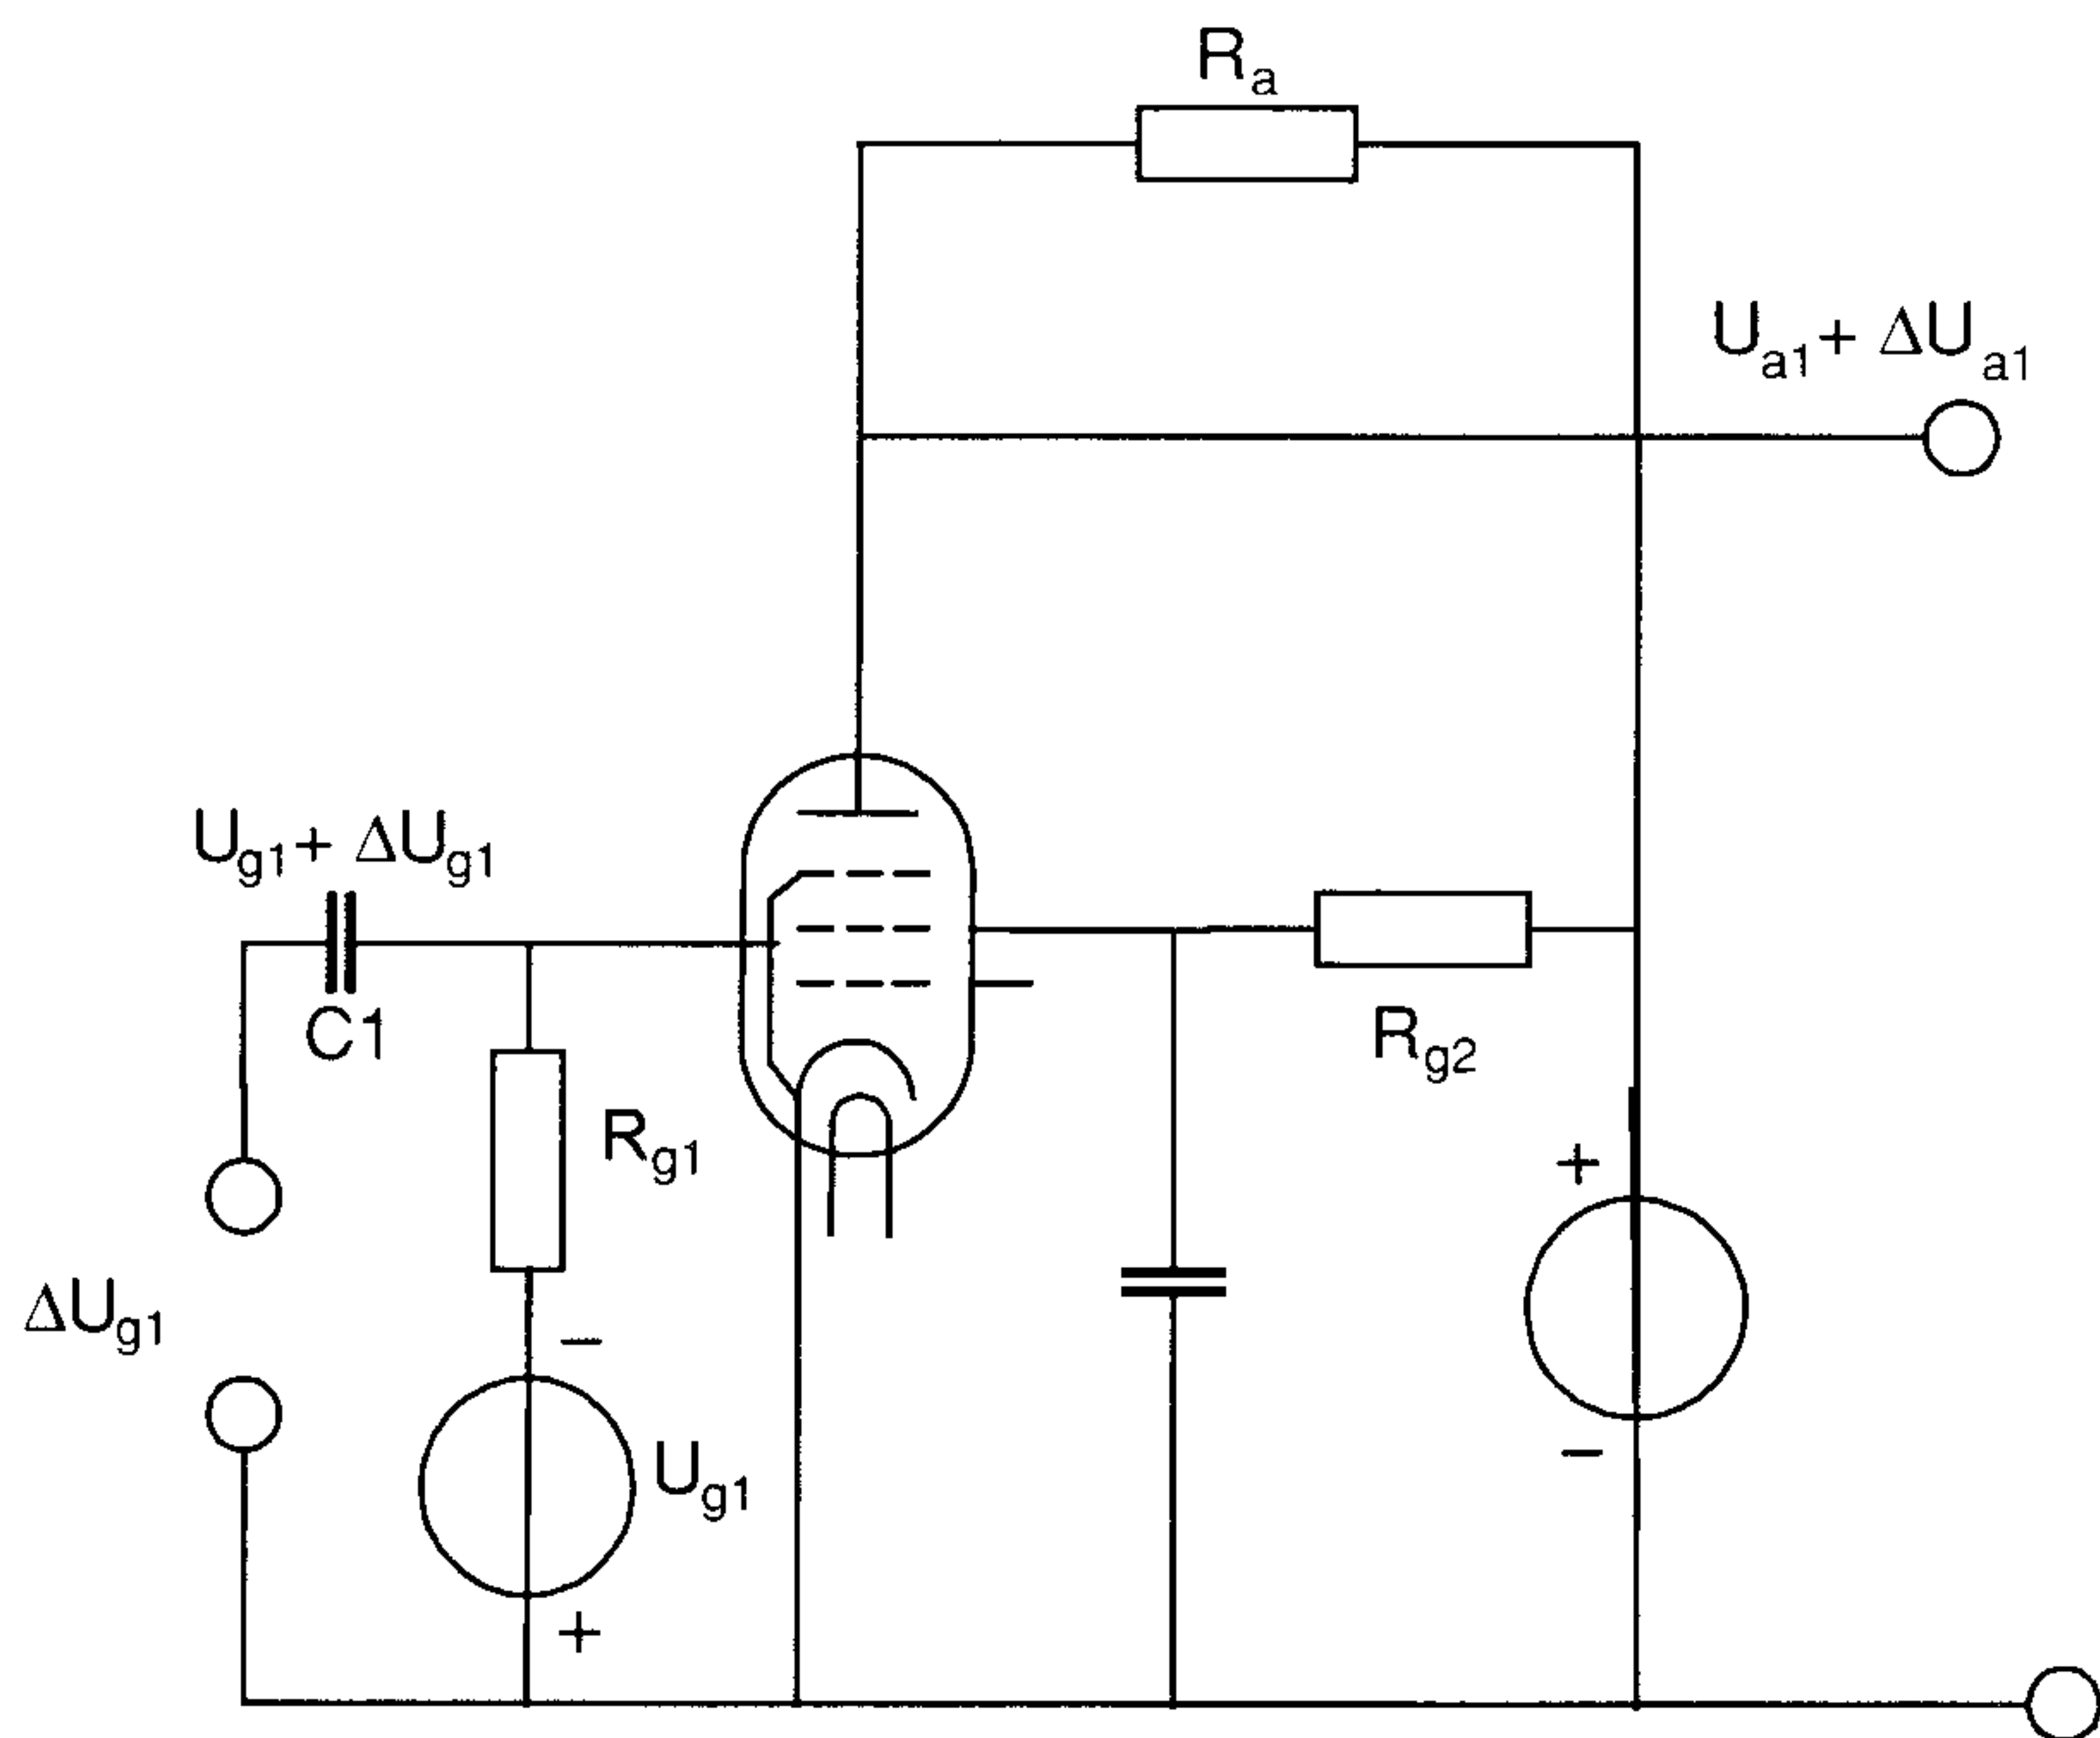 Ra
Ua1 + ΔUa1
Ug1 + ΔUg1
C1
Rg1
Rg2
+
−
ΔUg1
Ug1
−
+